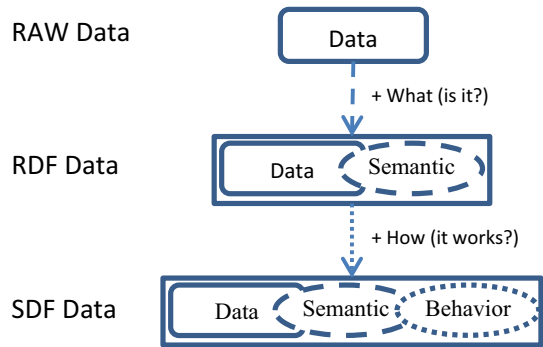 RAW Data
Data
+ What (is it?)
RDF Data
Data
Semantic
+ How (it works?)
SDF Data
Data
Semantic
Behavior